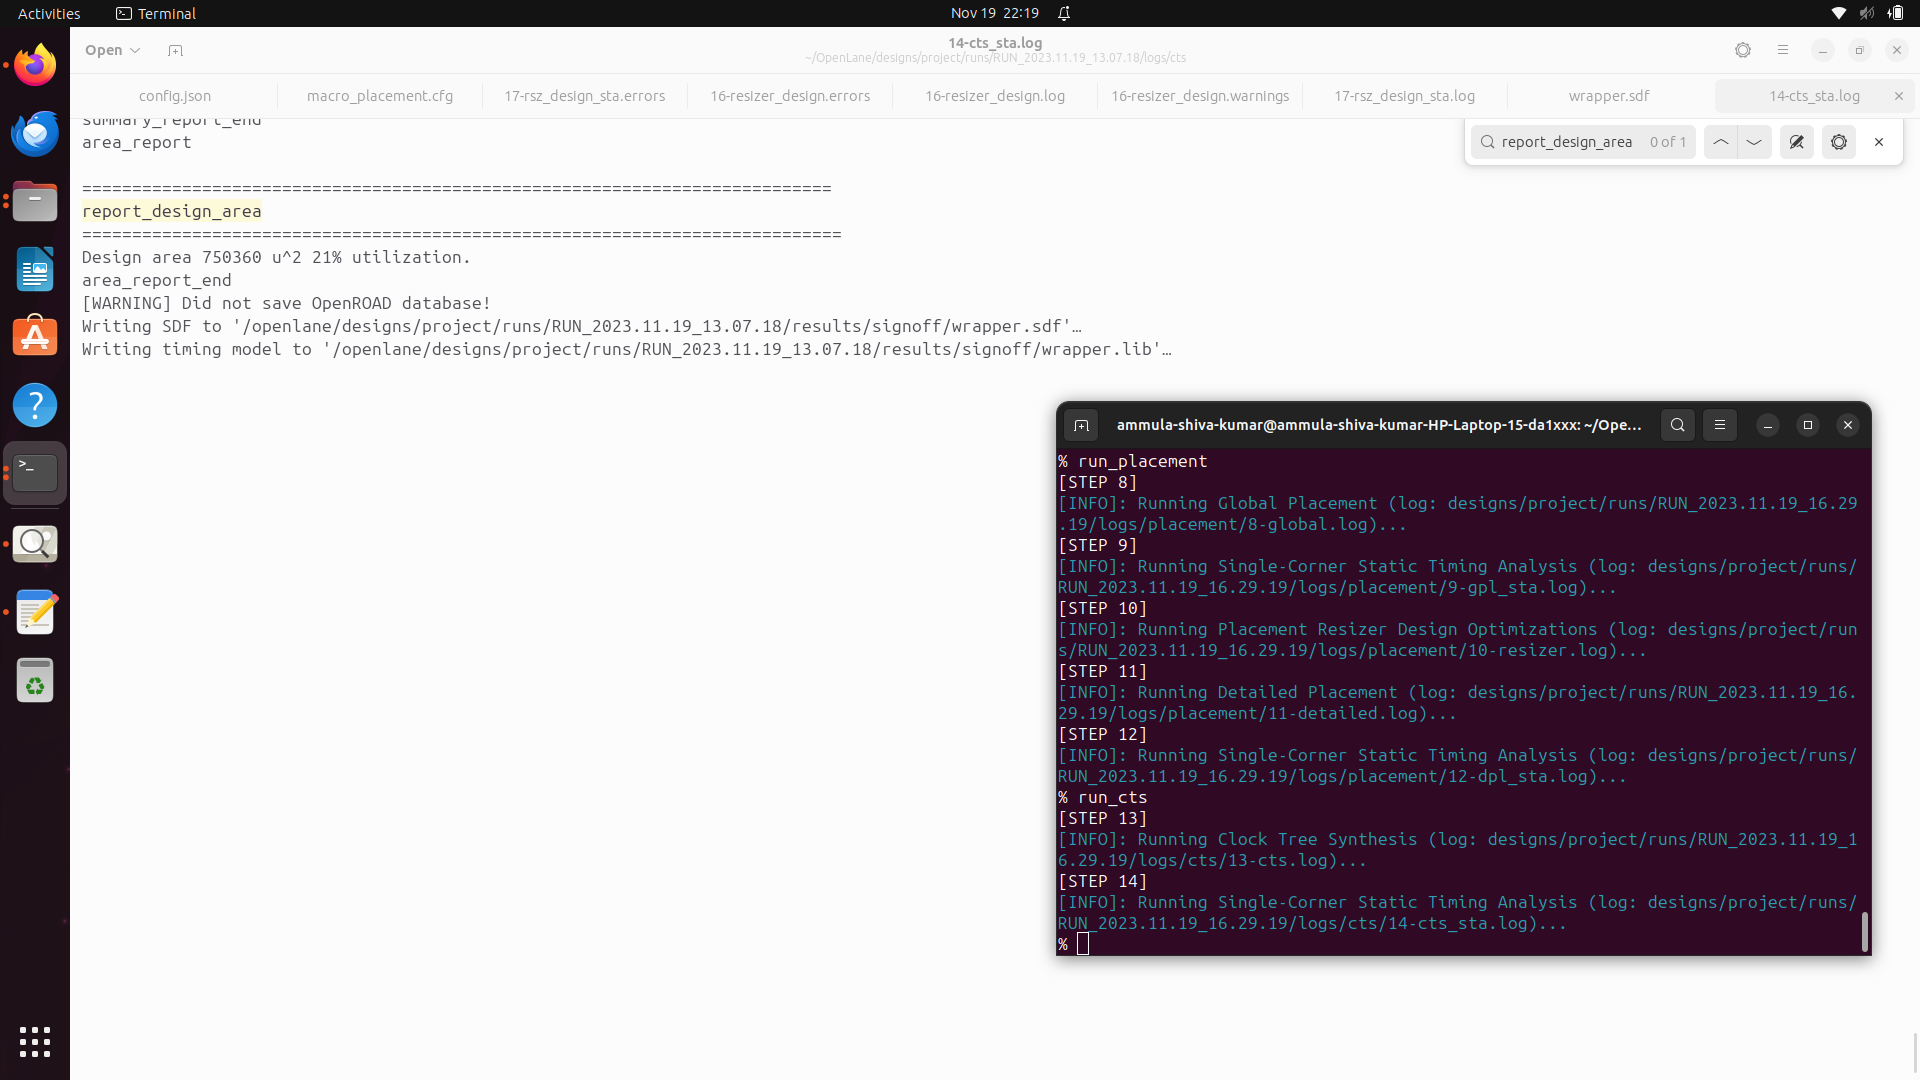 Activities
Terminal
Nov 19 22:19
Open
14-cts_sta.log
~/OpenLane/designs/project/runs/RUN_2023.11.19_13.07.18/logs/cts
config.json
macro_placement.cfg
17-rsz_design_sta.errors
16-resizer_design.errors
16-resizer_design.log
16-resizer_design.warnings
17-rsz_design_sta.log
wrapper.sdf
14-cts_sta.log
report_design_area
0 of 1
summary_report_end
area_report
===========================================================================
report_design_area
============================================================================
Design area 750360 u^2 21% utilization.
area_report_end
[WARNING] Did not save OpenROAD database!
Writing SDF to '/openlane/designs/project/runs/RUN_2023.11.19_13.07.18/results/signoff/wrapper.sdf'…
Writing timing model to '/openlane/designs/project/runs/RUN_2023.11.19_13.07.18/results/signoff/wrapper.lib'…
ammula-shiva-kumar@ammula-shiva-kumar-HP-Laptop-15-da1xxx: ~/Ope...
% run_placement
[STEP 8]
[INFO]: Running Global Placement (log: designs/project/runs/RUN_2023.11.19_16.29
.19/logs/placement/8-global.log)...
[STEP 9]
[INFO]: Running Single-Corner Static Timing Analysis (log: designs/project/runs/
RUN_2023.11.19_16.29.19/logs/placement/9-gpl_sta.log)...
[STEP 10]
[INFO]: Running Placement Resizer Design Optimizations (log: designs/project/run
s/RUN_2023.11.19_16.29.19/logs/placement/10-resizer.log)...
[STEP 11]
[INFO]: Running Detailed Placement (log: designs/project/runs/RUN_2023.11.19_16.
29.19/logs/placement/11-detailed.log)...
[STEP 12]
[INFO]: Running Single-Corner Static Timing Analysis (log: designs/project/runs/
RUN_2023.11.19_16.29.19/logs/placement/12-dpl_sta.log)...
% run_cts
[STEP 13]
[INFO]: Running Clock Tree Synthesis (log: designs/project/runs/RUN_2023.11.19_1
6.29.19/logs/cts/13-cts.log)...
[STEP 14]
[INFO]: Running Single-Corner Static Timing Analysis (log: designs/project/runs/
RUN_2023.11.19_16.29.19/logs/cts/14-cts_sta.log)...
%